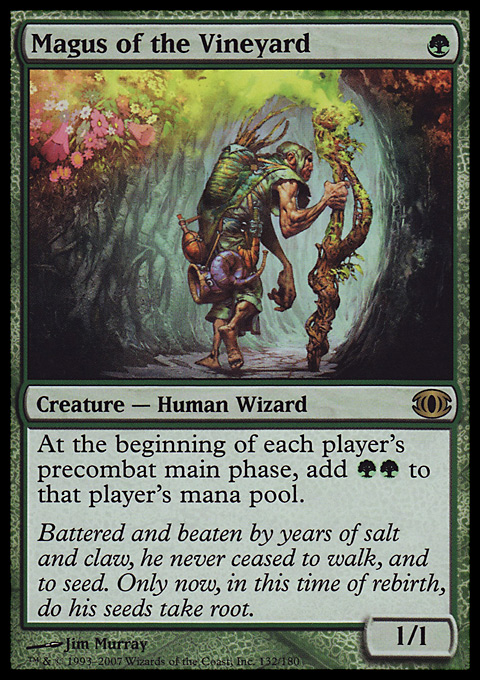 Magus of the Vineyard
Creature — Human Wizard
At the beginning of each player's
precombat main phase, add to
that player's mana pool.
Battered and beaten by years of salt
and claw, he never ceased to walk, and
to seed. Only now, in this time of rebirth,
do his seeds take root.
Jim Murray
1/1
™ & © 1993–2007 Wizards of the Coast, Inc. 132/180